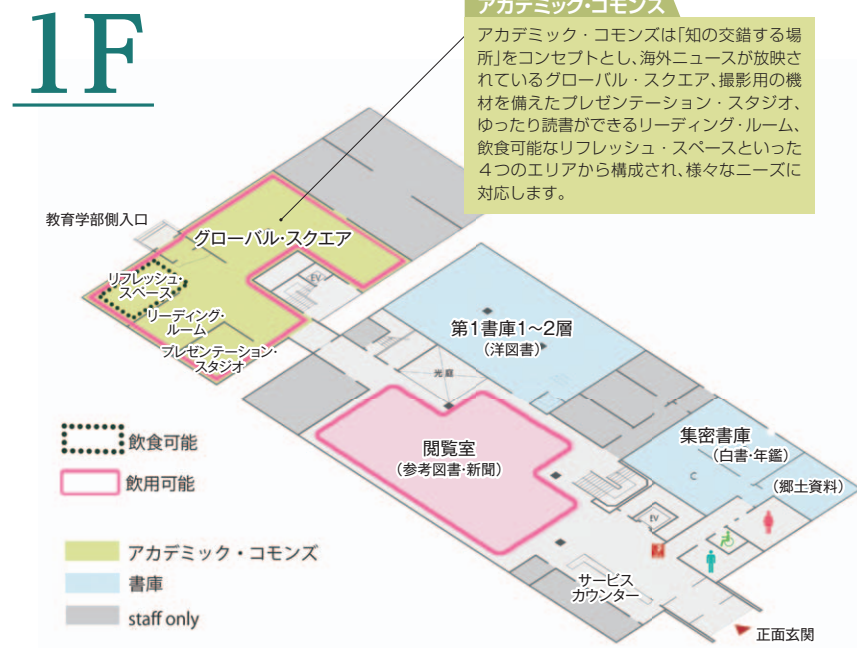 1F
アカデミック・コモンズ
アカデミック・コモンズは「知の交錯する場
所」をコンセプトとし、海外ニュースが放映さ
れているグローバル・スクエア、撮影用の機
材を備えたプレゼンテーション・スタジオ、
ゆったり読書ができるリーディング・ルーム、
飲食可能なリフレッシュ・スペースといった
4つのエリアから構成され、様々なニーズに
対応します。
教育学部側入口
グローバル・スクエア
EV
リフレッシュ・
スペース
リーディング・
ルーム
プレゼンテーション・
スタジオ
第1書庫1~2層
(洋図書)
光庭
閲覧室
(参考図書・新聞)
集密書庫
(白書・年鑑)
C
(郷土資料)
EV
サービス
カウンター
正面玄関
飲食可能
飲用可能
アカデミック・コモンズ
書庫
staff only